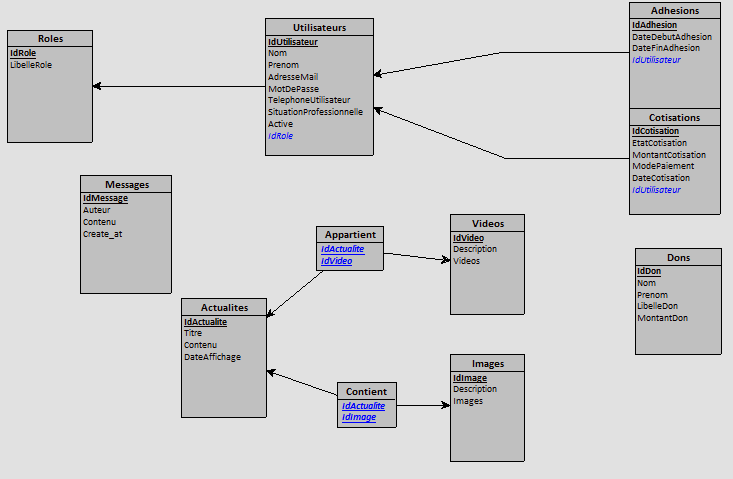 Roles
IdRole
LibelleRole
Utilisateurs
IdUtilisateur
Nom
Prenom
AdresseMail
MotDePasse
TelephoneUtilisateur
SituationProfessionnelle
Active
IdRole
Adhesions
IdAdhesion
DateDebutAdhesion
DateFinAdhesion
IdUtilisateur
Cotisations
IdCotisation
EtatCotisation
MontantCotisation
ModePaiement
DateCotisation
IdUtilisateur
Messages
IdMessage
Auteur
Contenu
Create_at
Appartient
IdActualite
IdVideo
Videos
IdVideo
Description
Videos
Dons
IdDon
Nom
Prenom
LibelleDon
MontantDon
Actualites
IdActualite
Titre
Contenu
DateAffichage
Contient
IdActualite
IdImage
Images
IdImage
Description
Images